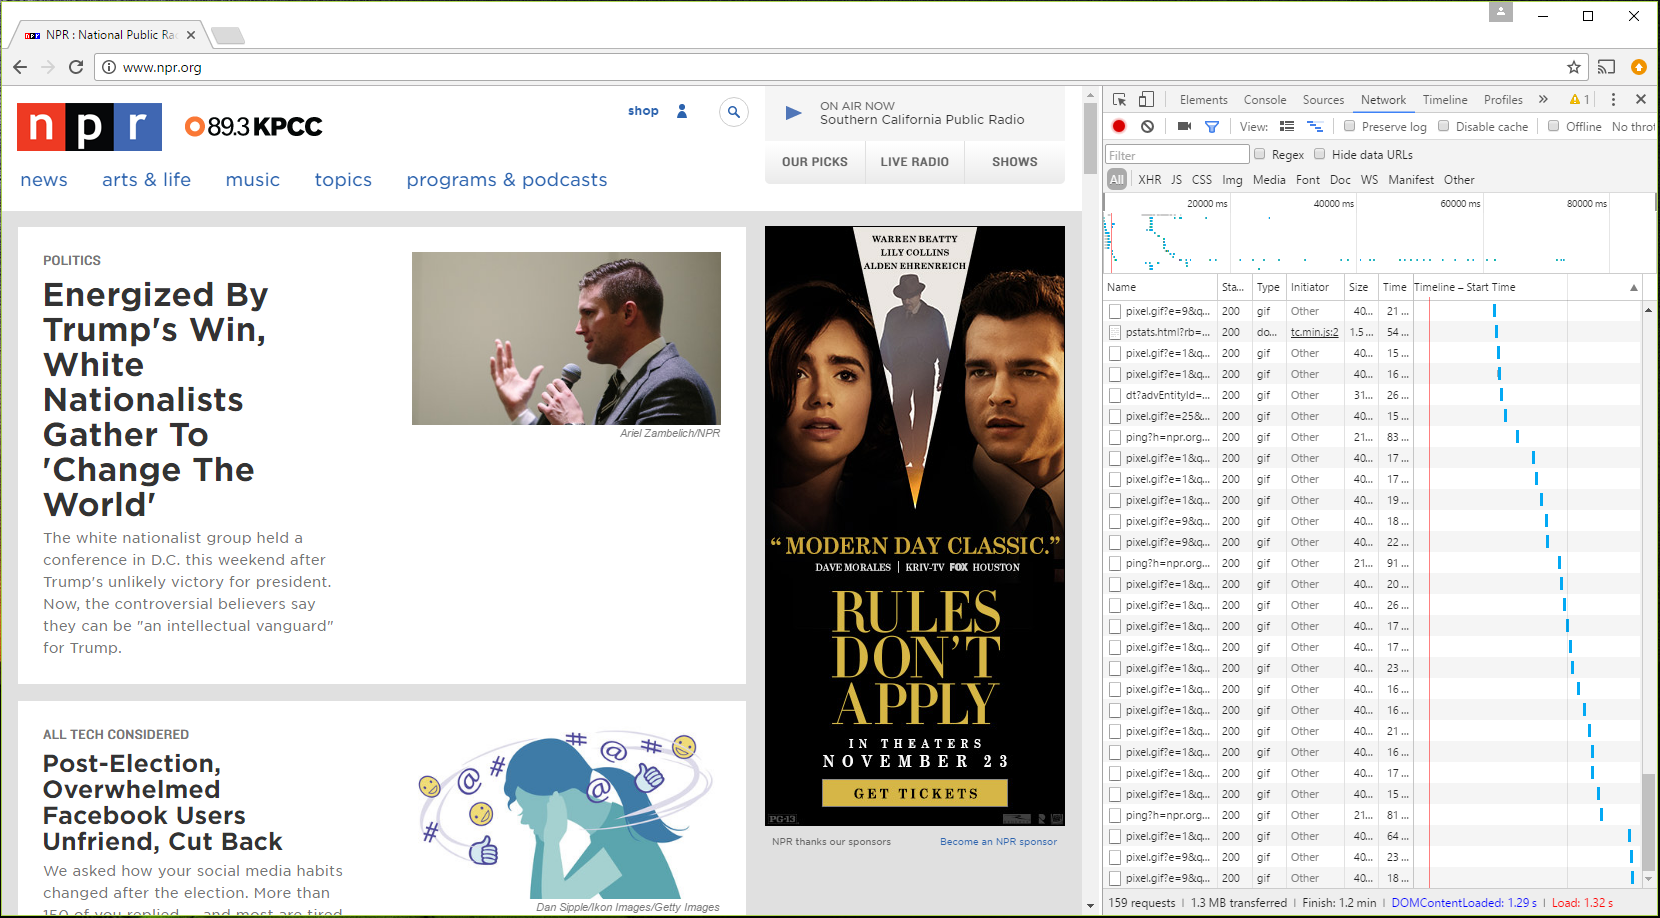 NPR : National Public Ra
www.npr.org
npr
89.3 KPCC
shop
ON AIR NOW
Southern California Public Radio
OUR PICKS LIVE RADIO SHOWS
news arts & life music topics programs & podcasts
POLITICS
Energized By
Trump's Win,
White
Nationalists
Gather To
'Change The
World'
The white nationalist group held a
conference in D.C. this weekend after
Trump's unlikely victory for president.
Now, the controversial believers say
they can be "an intellectual vanguard"
for Trump.
Ariel Zambelich/NPR
ALL TECH CONSIDERED
Post-Election,
Overwhelmed
Facebook Users
Unfriend, Cut Back
We asked how your social media habits
changed after the election. More than
150 of you replied — and most are tired
Dan Sipple/Ikon Images/Getty Images
WARREN BEATTY
LILY COLLINS
ALDEN EHRENREICH
“MODERN DAY CLASSIC.”
DAVE MORALES | KRIV-TV FOX HOUSTON
RULES
DON'T
APPLY
IN THEATERS
NOVEMBER 23
GET TICKETS
PG-13
NPR thanks our sponsors Become an NPR sponsor
Elements Console Sources Network Timeline Profiles » 1
View: Preserve log Disable cache Offline No throt
Filter Regex Hide data URLs
All XHR JS CSS Img Media Font Doc WS Manifest Other
20000 ms 40000 ms 60000 ms 80000 ms
Name Sta... Type Initiator Size Time Timeline – Start Time
pixel.gif?e=9&q... 200 gif Other 40... 21 ...
pstats.html?rb=... 200 do... tc.min.js:2 1.5 ... 54 ...
pixel.gif?e=1&q... 200 gif Other 40... 15 ...
pixel.gif?e=1&q... 200 gif Other 40... 16 ...
dt?advEntityId=... 200 gif Other 31... 26 ...
pixel.gif?e=25&... 200 gif Other 40... 15 ...
ping?h=npr.org... 200 gif Other 21... 83 ...
pixel.gif?e=1&q... 200 gif Other 40... 17 ...
pixel.gif?e=1&q... 200 gif Other 40... 17 ...
pixel.gif?e=1&q... 200 gif Other 40... 19 ...
pixel.gif?e=9&q... 200 gif Other 40... 18 ...
pixel.gif?e=9&q... 200 gif Other 40... 22 ...
ping?h=npr.org... 200 gif Other 21... 91 ...
pixel.gif?e=1&q... 200 gif Other 40... 20 ...
pixel.gif?e=1&q... 200 gif Other 40... 26 ...
pixel.gif?e=1&q... 200 gif Other 40... 17 ...
pixel.gif?e=1&q... 200 gif Other 40... 17 ...
pixel.gif?e=1&q... 200 gif Other 40... 23 ...
pixel.gif?e=1&q... 200 gif Other 40... 16 ...
pixel.gif?e=1&q... 200 gif Other 40... 16 ...
pixel.gif?e=1&q... 200 gif Other 40... 21 ...
pixel.gif?e=1&q... 200 gif Other 40... 16 ...
pixel.gif?e=1&q... 200 gif Other 40... 17 ...
pixel.gif?e=1&q... 200 gif Other 40... 15 ...
ping?h=npr.org... 200 gif Other 21... 81 ...
pixel.gif?e=9&q... 200 gif Other 40... 64 ...
pixel.gif?e=9&q... 200 gif Other 40... 23 ...
pixel.gif?e=9&q... 200 gif Other 40... 18 ...
159 requests | 1.3 MB transferred | Finish: 1.2 min | DOMContentLoaded: 1.29 s | Load: 1.32 s